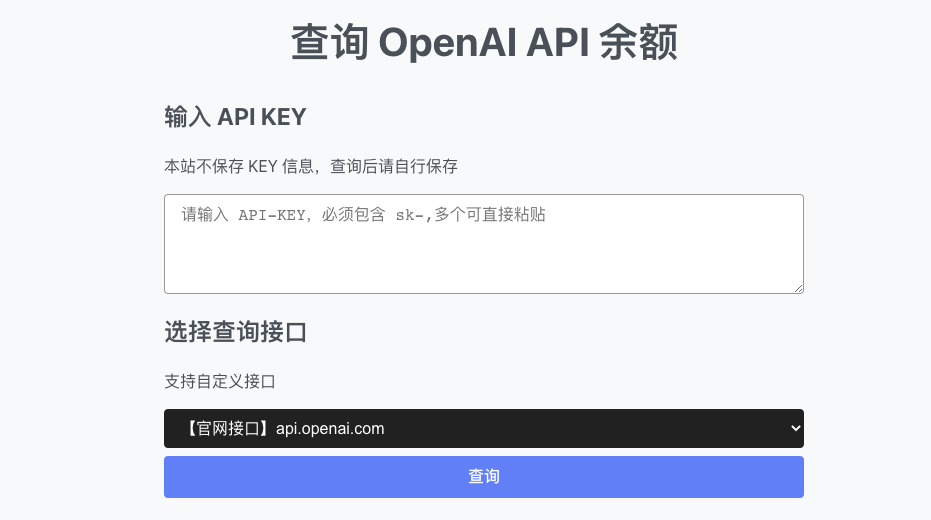 查询 OpenAI API 余额
输入 API KEY
本站不保存 KEY 信息，查询后请自行保存
请输入 API-KEY，必须包含 sk-,多个可直接粘贴
选择查询接口
支持自定义接口
【官网接口】api.openai.com
查询